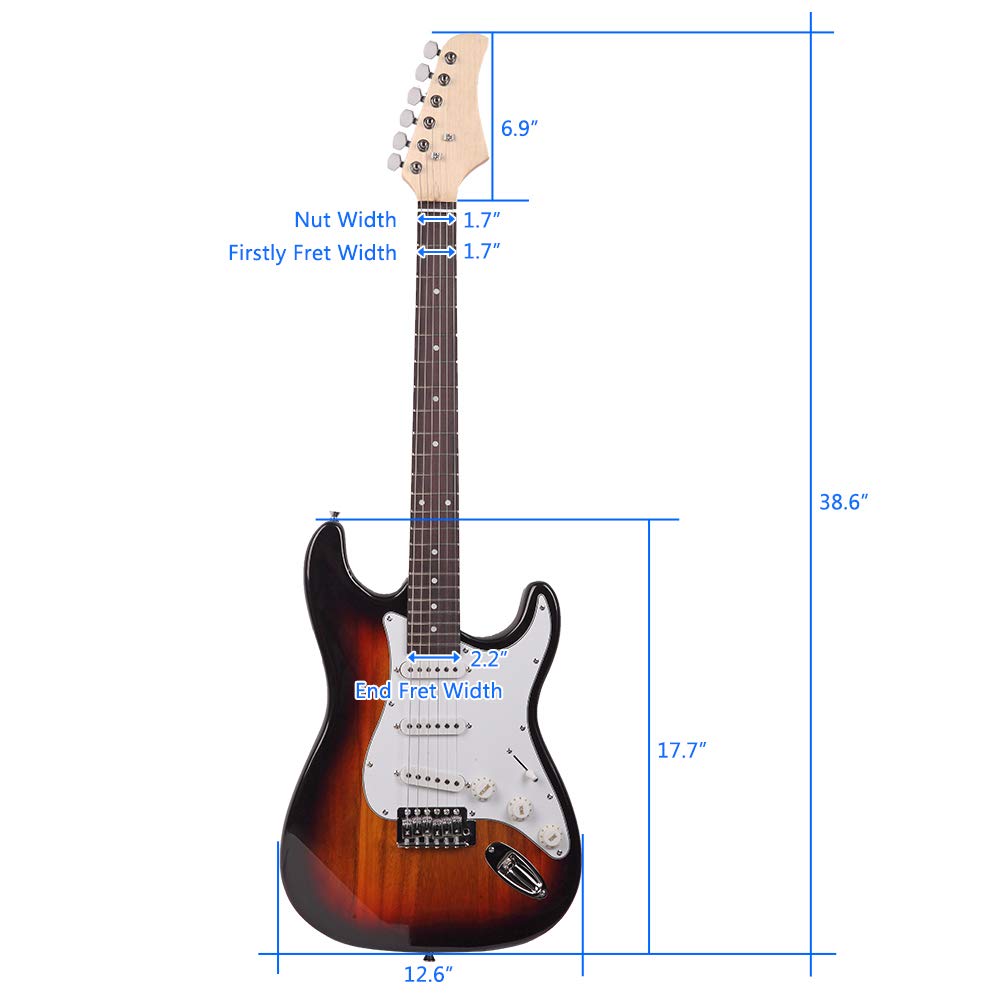 6.9”
Nut Width 1.7”
Firstly Fret Width 1.7”
38.6”
2.2”
End Fret Width
17.7”
12.6”